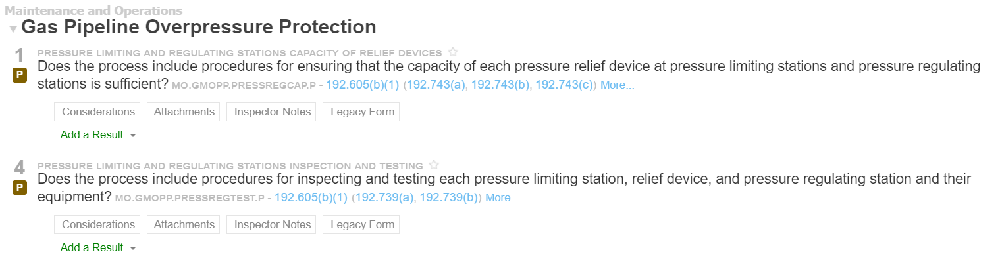 Maintenance and Operations
Gas Pipeline Overpressure Protection
1 PRESSURE LIMITING AND REGULATING STATIONS CAPACITY OF RELIEF DEVICES
P Does the process include procedures for ensuring that the capacity of each pressure relief device at pressure limiting stations and pressure regulating
stations is sufficient? MO.GMOPP.PRESSREGCAP.P - 192.605(b)(1) (192.743(a), 192.743(b), 192.743(c)) More...
Considerations Attachments Inspector Notes Legacy Form
Add a Result
4 PRESSURE LIMITING AND REGULATING STATIONS INSPECTION AND TESTING
P Does the process include procedures for inspecting and testing each pressure limiting station, relief device, and pressure regulating station and their
equipment? MO.GMOPP.PRESSREGTEST.P - 192.605(b)(1) (192.739(a), 192.739(b)) More...
Considerations Attachments Inspector Notes Legacy Form
Add a Result